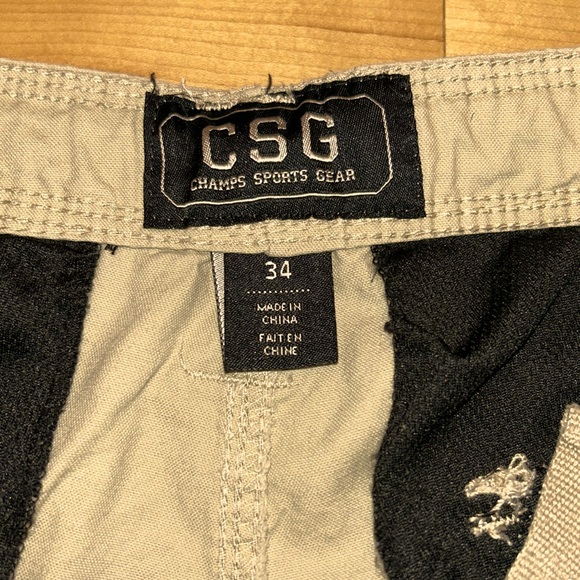 CSG
CHAMPS SPORTS GEAR
34
MADE IN
CHINA
FAIT EN
CHINE